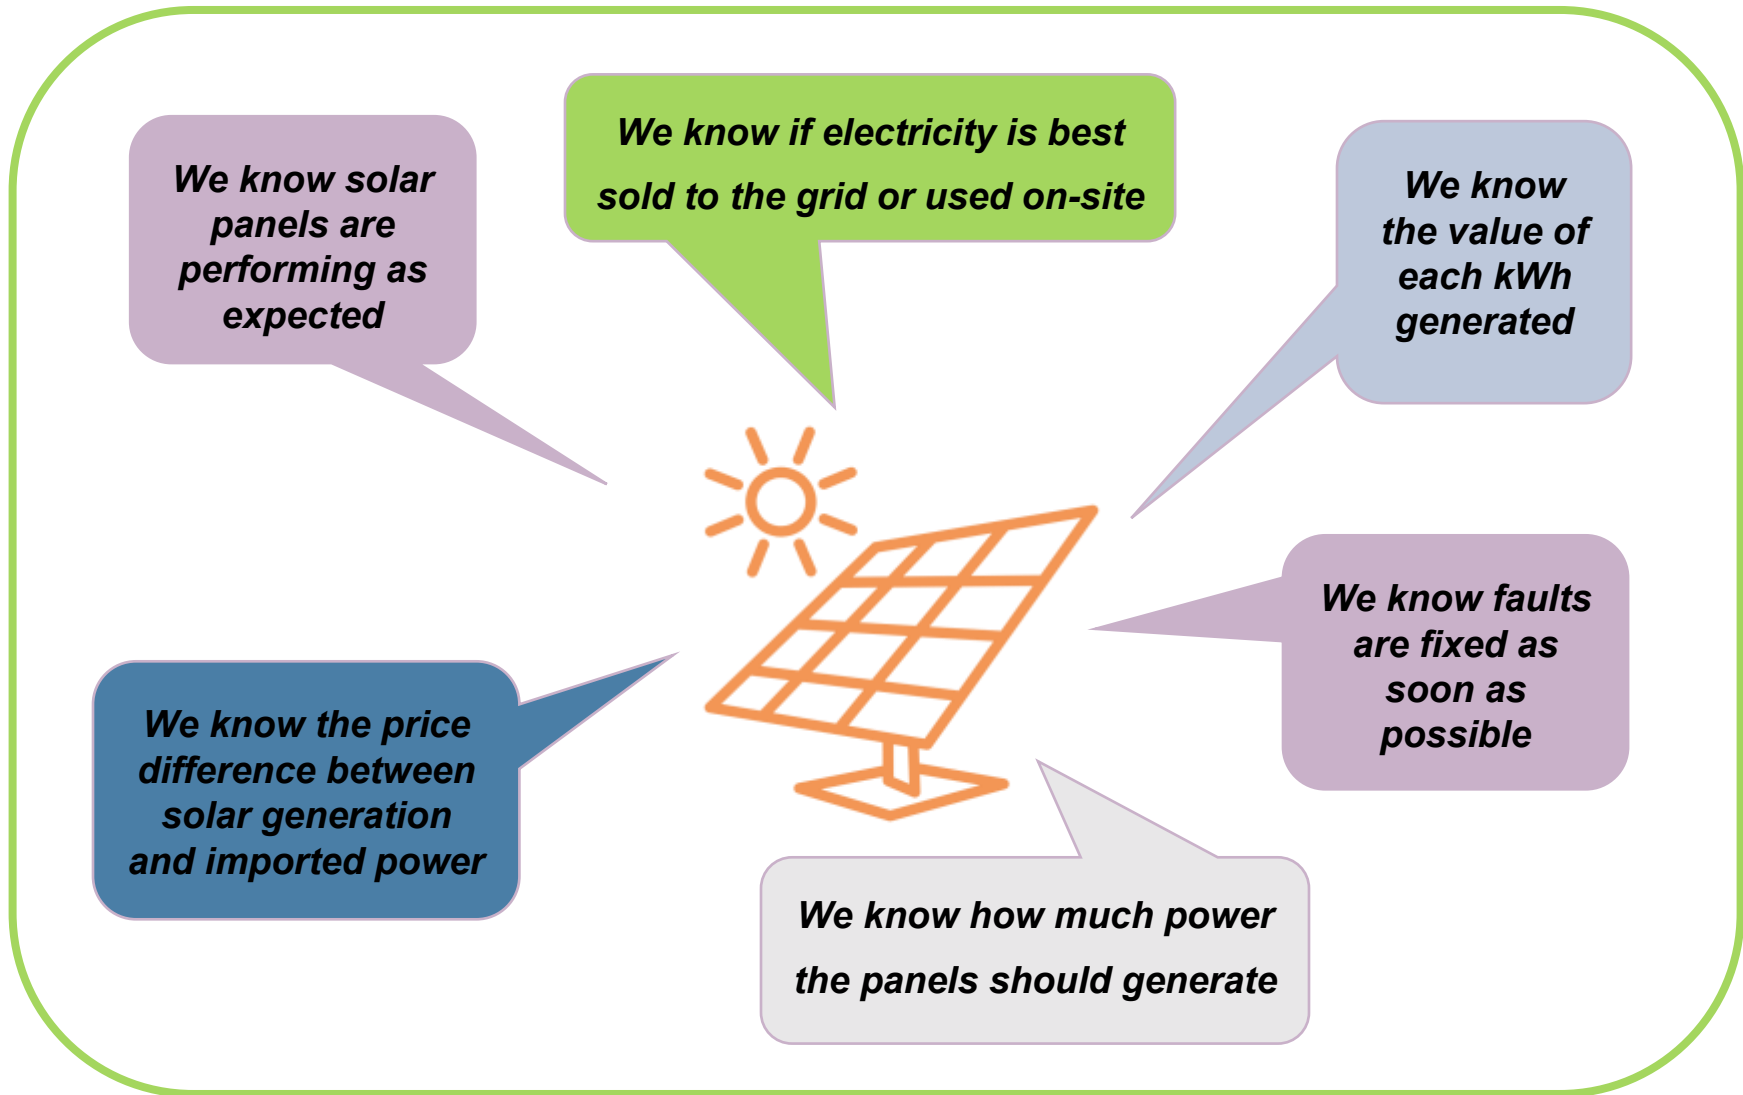 We know solar
panels are
performing as
expected
We know if electricity is best
sold to the grid or used on-site
We know
the value of
each kWh
generated
We know faults
are fixed as
soon as
possible
We know the price
difference between
solar generation
and imported power
We know how much power
the panels should generate